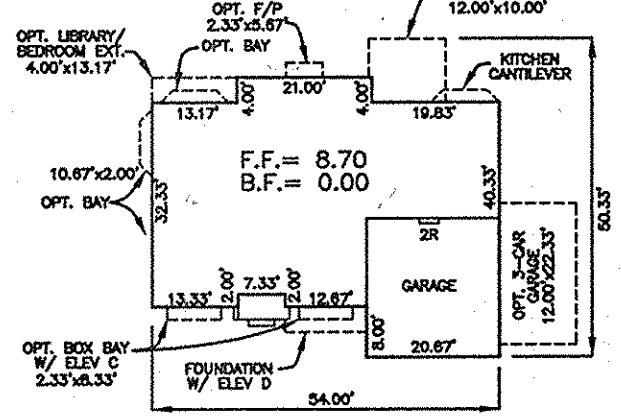 OPT. F/P
2.33'x5.67'
12.00'x10.00'
OPT. LIBRARY/
BEDROOM EXT.
4.00'x13.17'
OPT. BAY
KITCHEN
CANTILEVER
13.17'
4.00'
21.00'
4.00'
19.83'
F.F.= 8.70
B.F.= 0.00
10.67'x2.00'
OPT. BAY
32.33'
40.33'
50.33'
2R
GARAGE
OPT. 3-CAR
GARAGE
12.00'x22.33'
13.33'
2.00'
7.33'
2.00'
12.67'
8.00'
20.67'
OPT. BOX BAY
W/ ELEV C
2.33'x8.33'
FOUNDATION
W/ ELEV D
54.00'